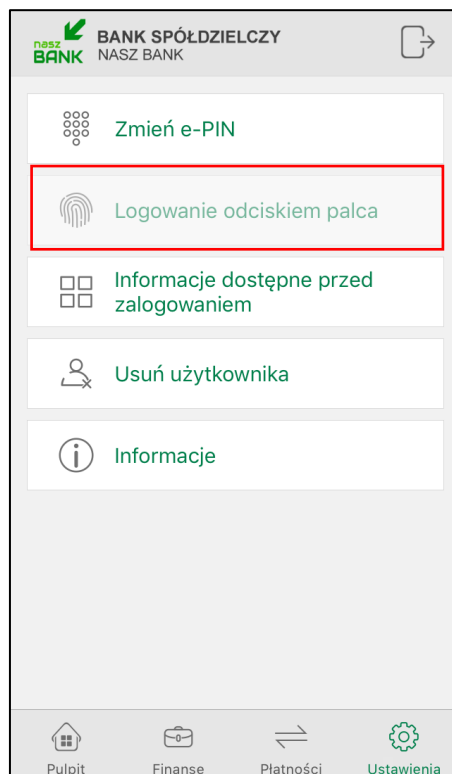 nasz
BANK
BANK SPÓŁDZIELCZY
NASZ BANK
Zmień e-PIN
Logowanie odciskiem palca
Informacje dostępne przed
zalogowaniem
Usuń użytkownika
Informacje
Pulpit
Finanse
Płatności
Ustawienia